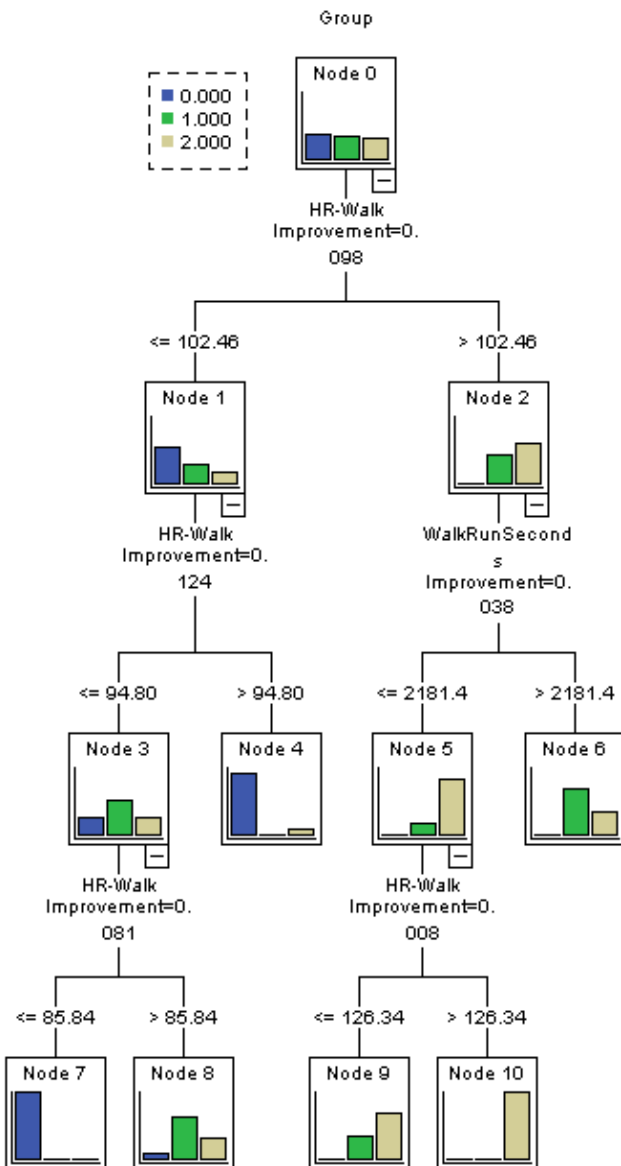 Group
Node 0
0.000
1.000
2.000
HR-Walk
Improvement=0.
098
<= 102.46
> 102.46
Node 1
Node 2
HR-Walk
Improvement=0.
124
WalkRunSecond
s
Improvement=0.
038
<= 94.80
> 94.80
<= 2181.4
> 2181.4
Node 3
Node 4
Node 5
Node 6
HR-Walk
Improvement=0.
081
HR-Walk
Improvement=0.
008
<= 85.84
> 85.84
<= 126.34
> 126.34
Node 7
Node 8
Node 9
Node 10